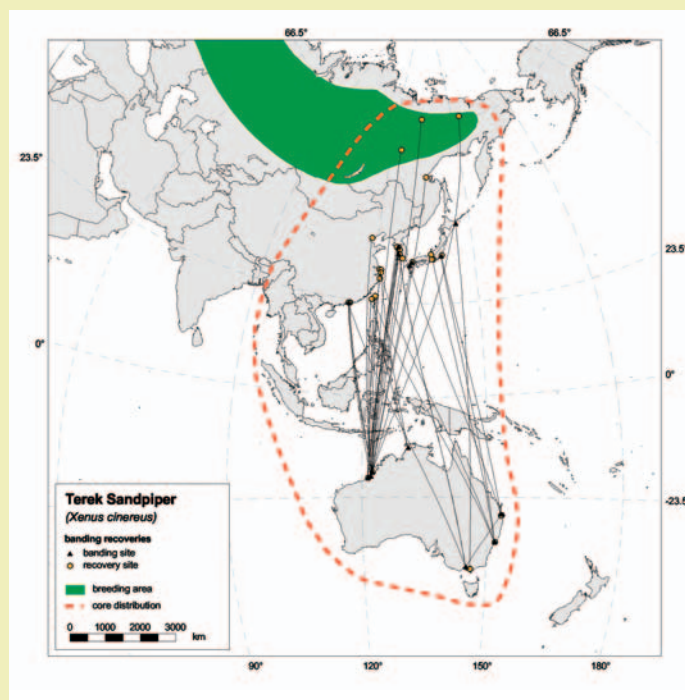 66.5° 66.5°
23.5°
23.5°
0°
0°
-23.5°
Terek Sandpiper
(Xenus cinereus)
banding recoveries
banding site
recovery site
breeding area
core distribution
0 1000 2000 3000
km
90° 120° 150° 180°